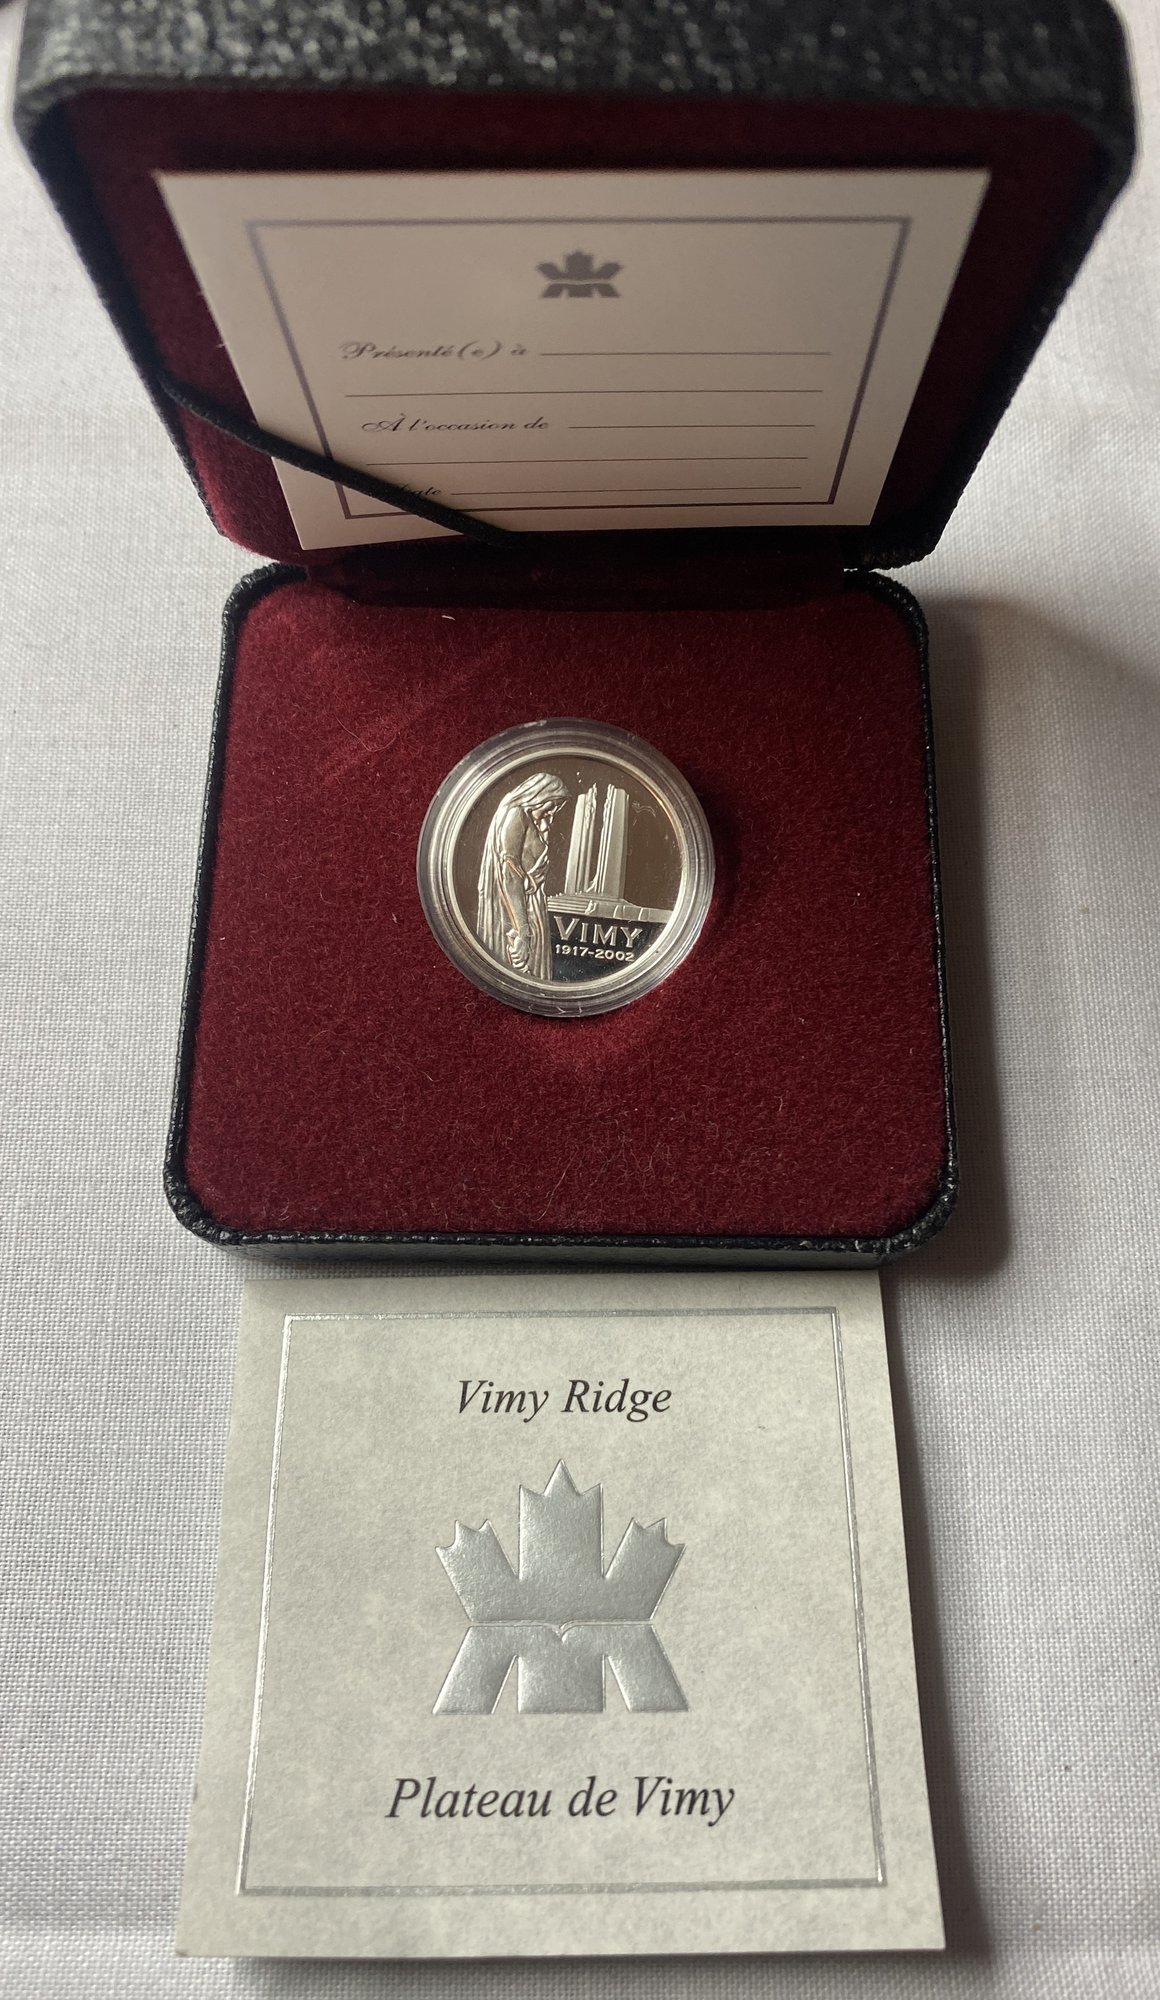 Présenté(e) à
À l'occasion de
VIMY
1917-2002
Vimy Ridge
Plateau de Vimy